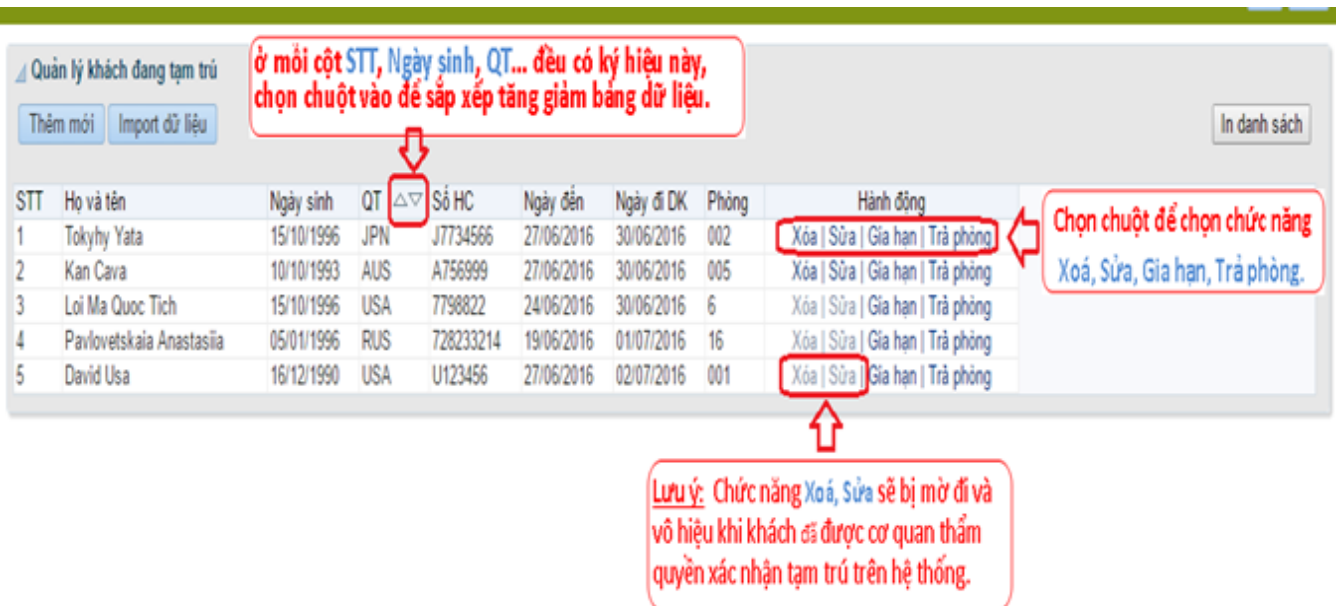 Quản lý khách đang tạm trú
ở mỗi cột STT, Ngày sinh, QT... đều có ký hiệu này,
chọn chuột vào để sắp xếp tăng giảm bảng dữ liệu.
Thêm mới Import dữ liệu In danh sách
STT Họ và tên Ngày sinh QT △▽ Số HC Ngày đến Ngày đi DK Phòng Hành động
1 Tokyhy Yata 15/10/1996 JPN J7734566 27/06/2016 30/06/2016 002 Xóa | Sửa | Gia hạn | Trả phòng
2 Kan Cava 10/10/1993 AUS A756999 27/06/2016 30/06/2016 005 Xóa | Sửa | Gia hạn | Trả phòng
3 Loi Ma Quoc Tich 15/10/1996 USA 7798822 24/06/2016 30/06/2016 6 Xóa | Sửa | Gia hạn | Trả phòng
4 Pavlovetskaia Anastasiia 05/01/1996 RUS 728233214 19/06/2016 01/07/2016 16 Xóa | Sửa | Gia hạn | Trả phòng
5 David Usa 16/12/1990 USA U123456 27/06/2016 02/07/2016 001 Xóa | Sửa | Gia hạn | Trả phòng
Chọn chuột để chọn chức năng
Xoá, Sửa, Gia hạn, Trả phòng.
Lưu ý: Chức năng Xoá, Sửa sẽ bị mờ đi và
vô hiệu khi khách đã được cơ quan thẩm
quyền xác nhận tạm trú trên hệ thống.